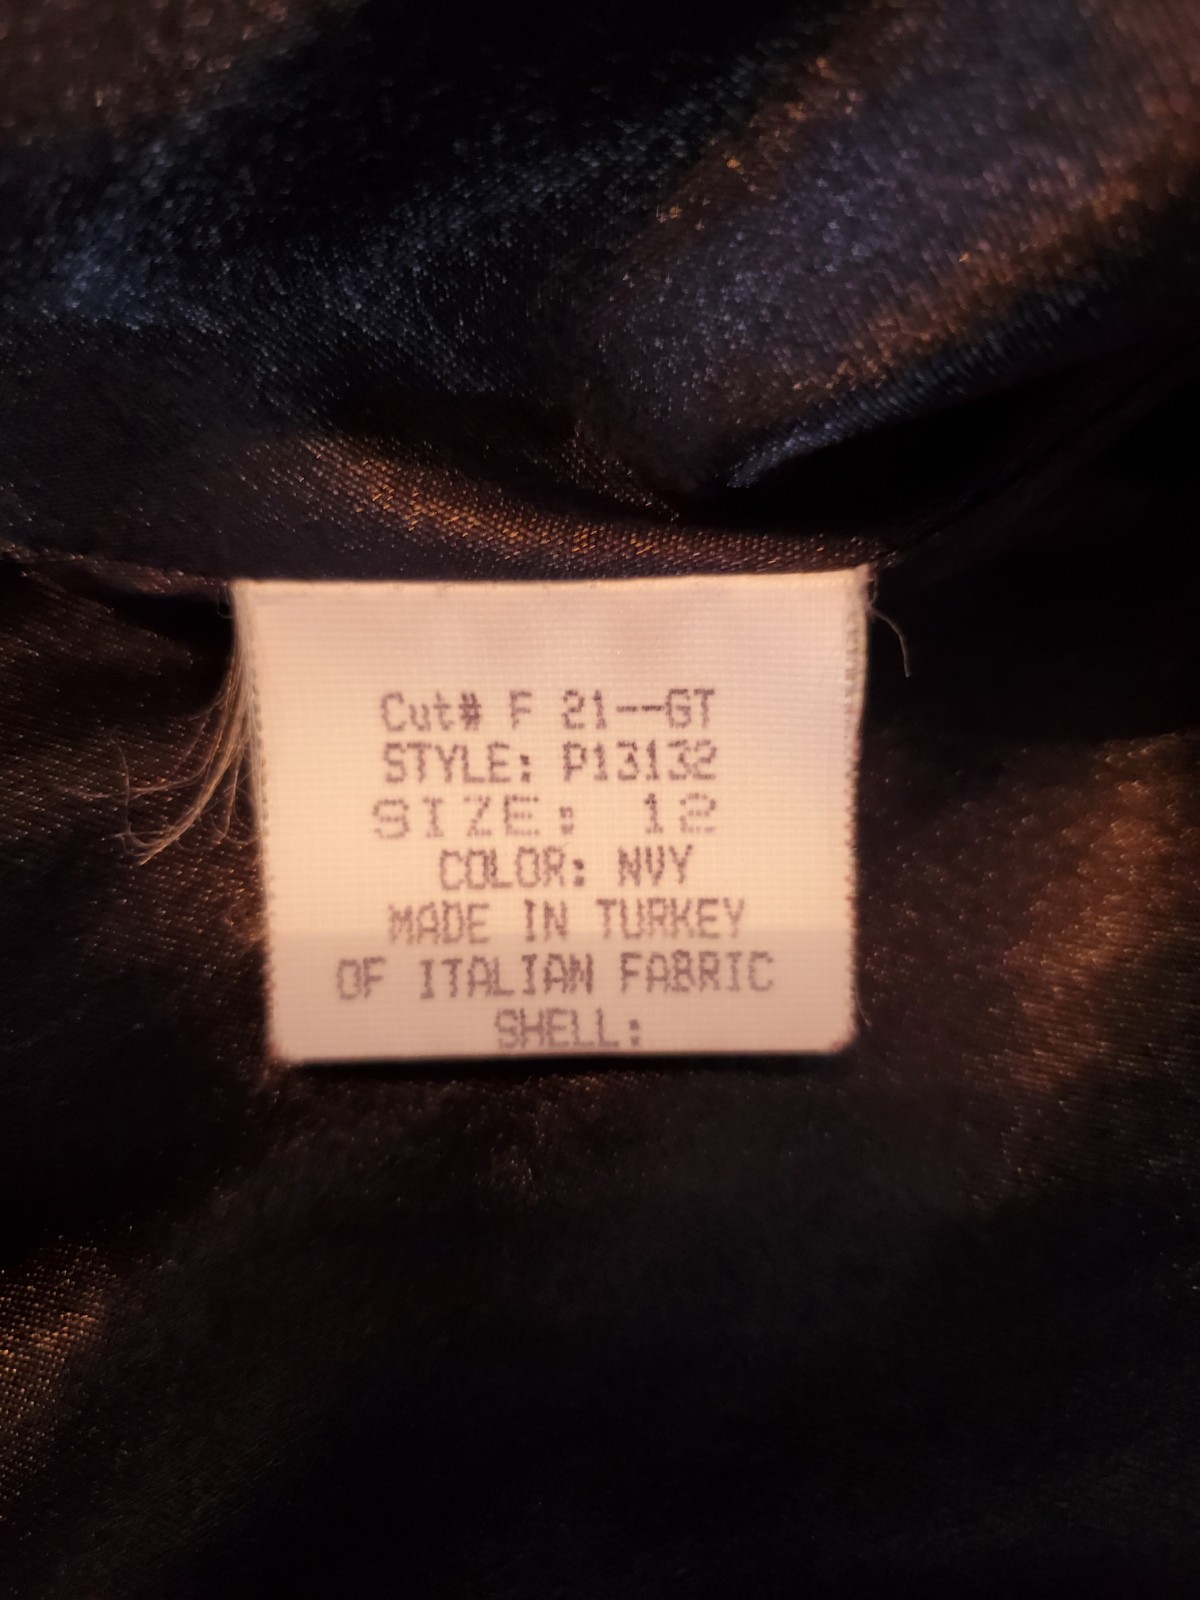 Cut# F 21--GT
STYLE: P13132
SIZE: 12
COLOR: NVY
MADE IN TURKEY
OF ITALIAN FABRIC
SHELL: